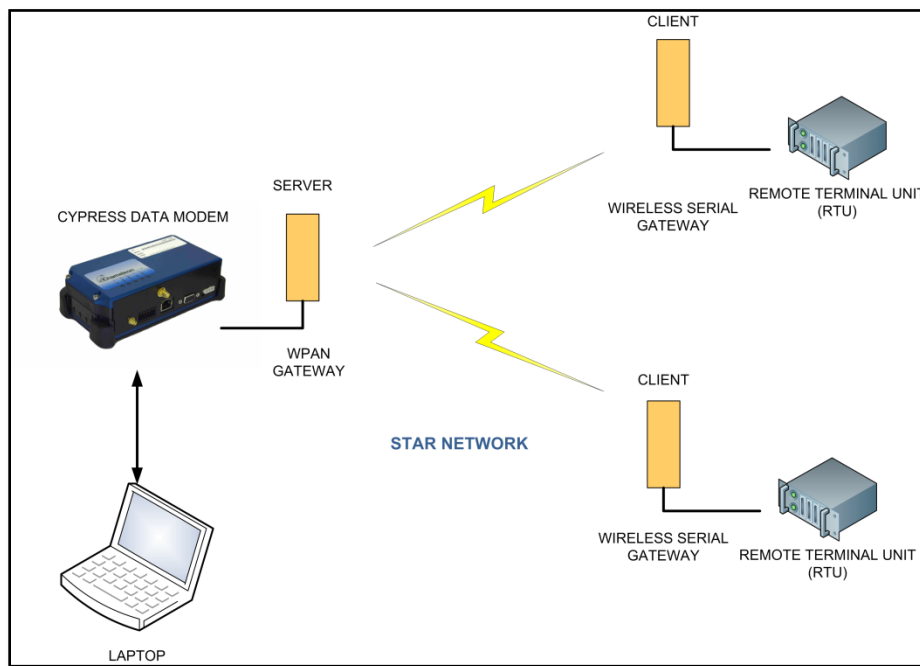 CLIENT
SERVER
CYPRESS DATA MODEM
REMOTE TERMINAL UNIT
(RTU)
WIRELESS SERIAL
GATEWAY
WPAN
GATEWAY
CLIENT
STAR NETWORK
WIRELESS SERIAL
GATEWAY
REMOTE TERMINAL UNIT
(RTU)
LAPTOP